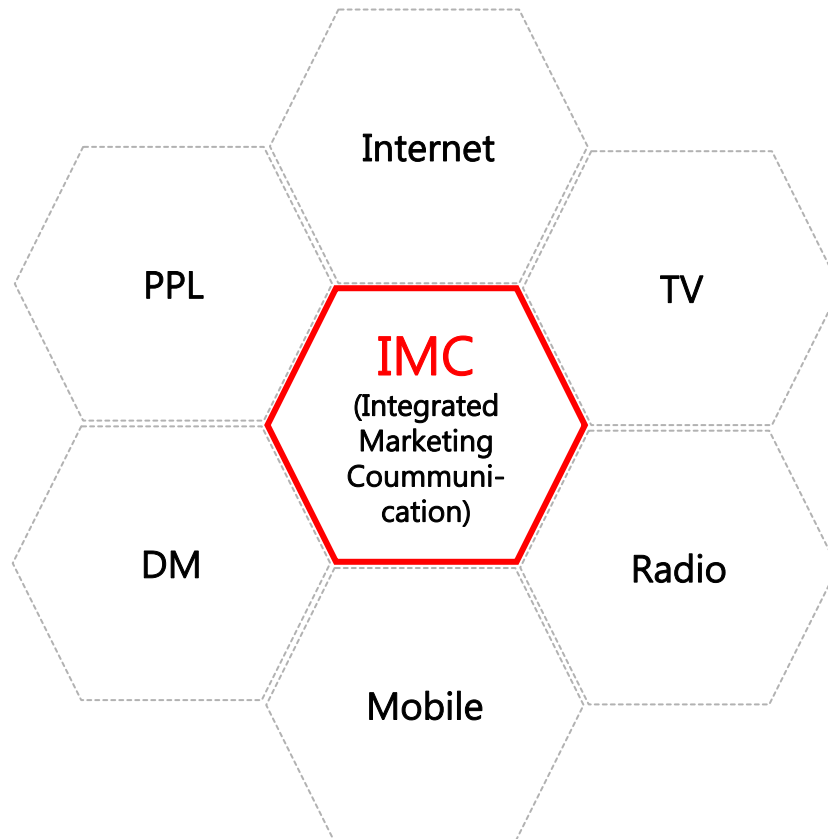 Internet
PPL
TV
IMC
(Integrated
Marketing
Coummuni-
cation)
DM
Radio
Mobile